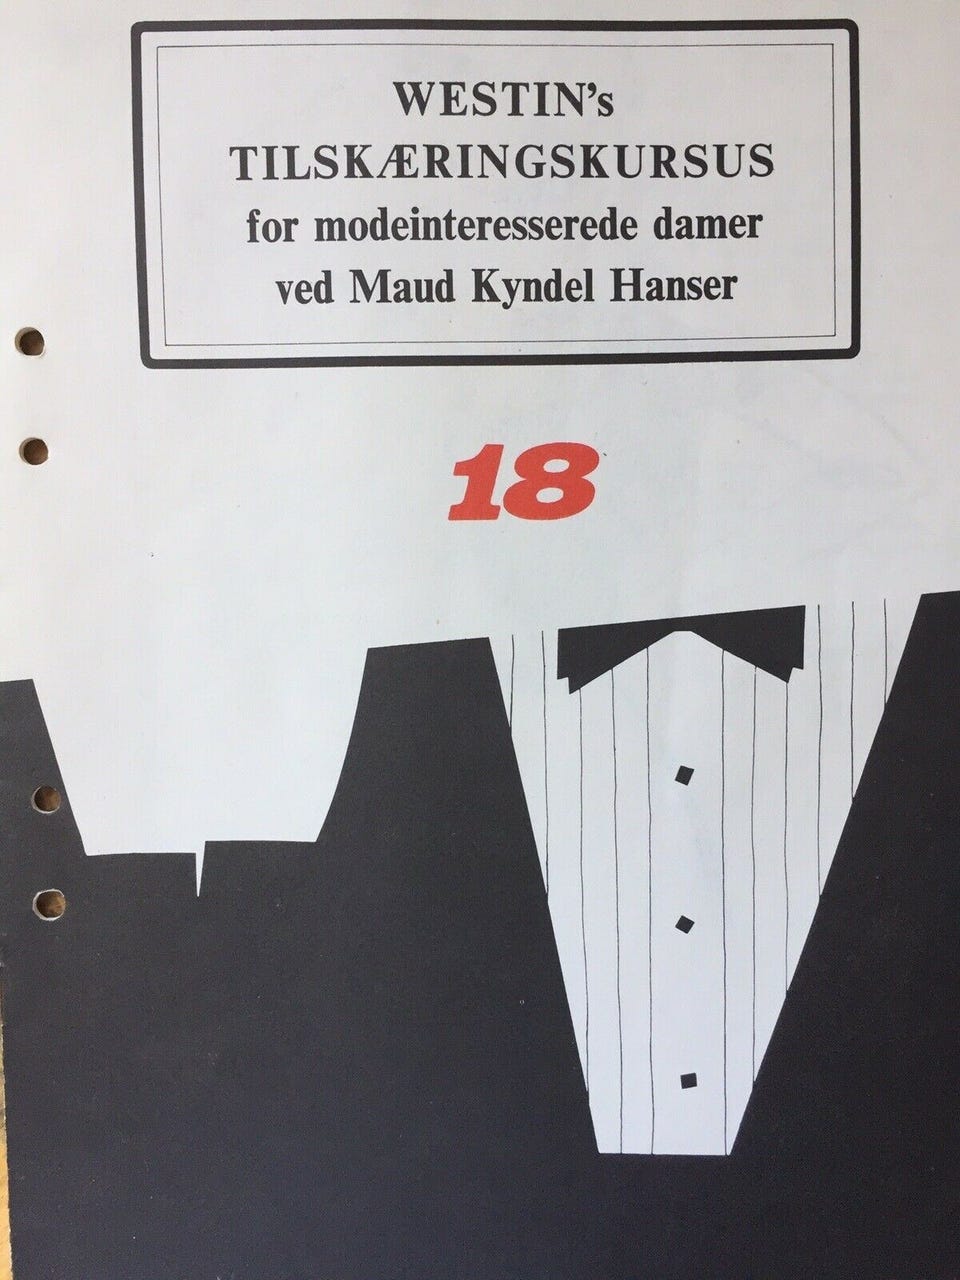 WESTIN's
TILSKÆRINGSKURSUS
for modeinteresserede damer
ved Maud Kyndel Hanser
18